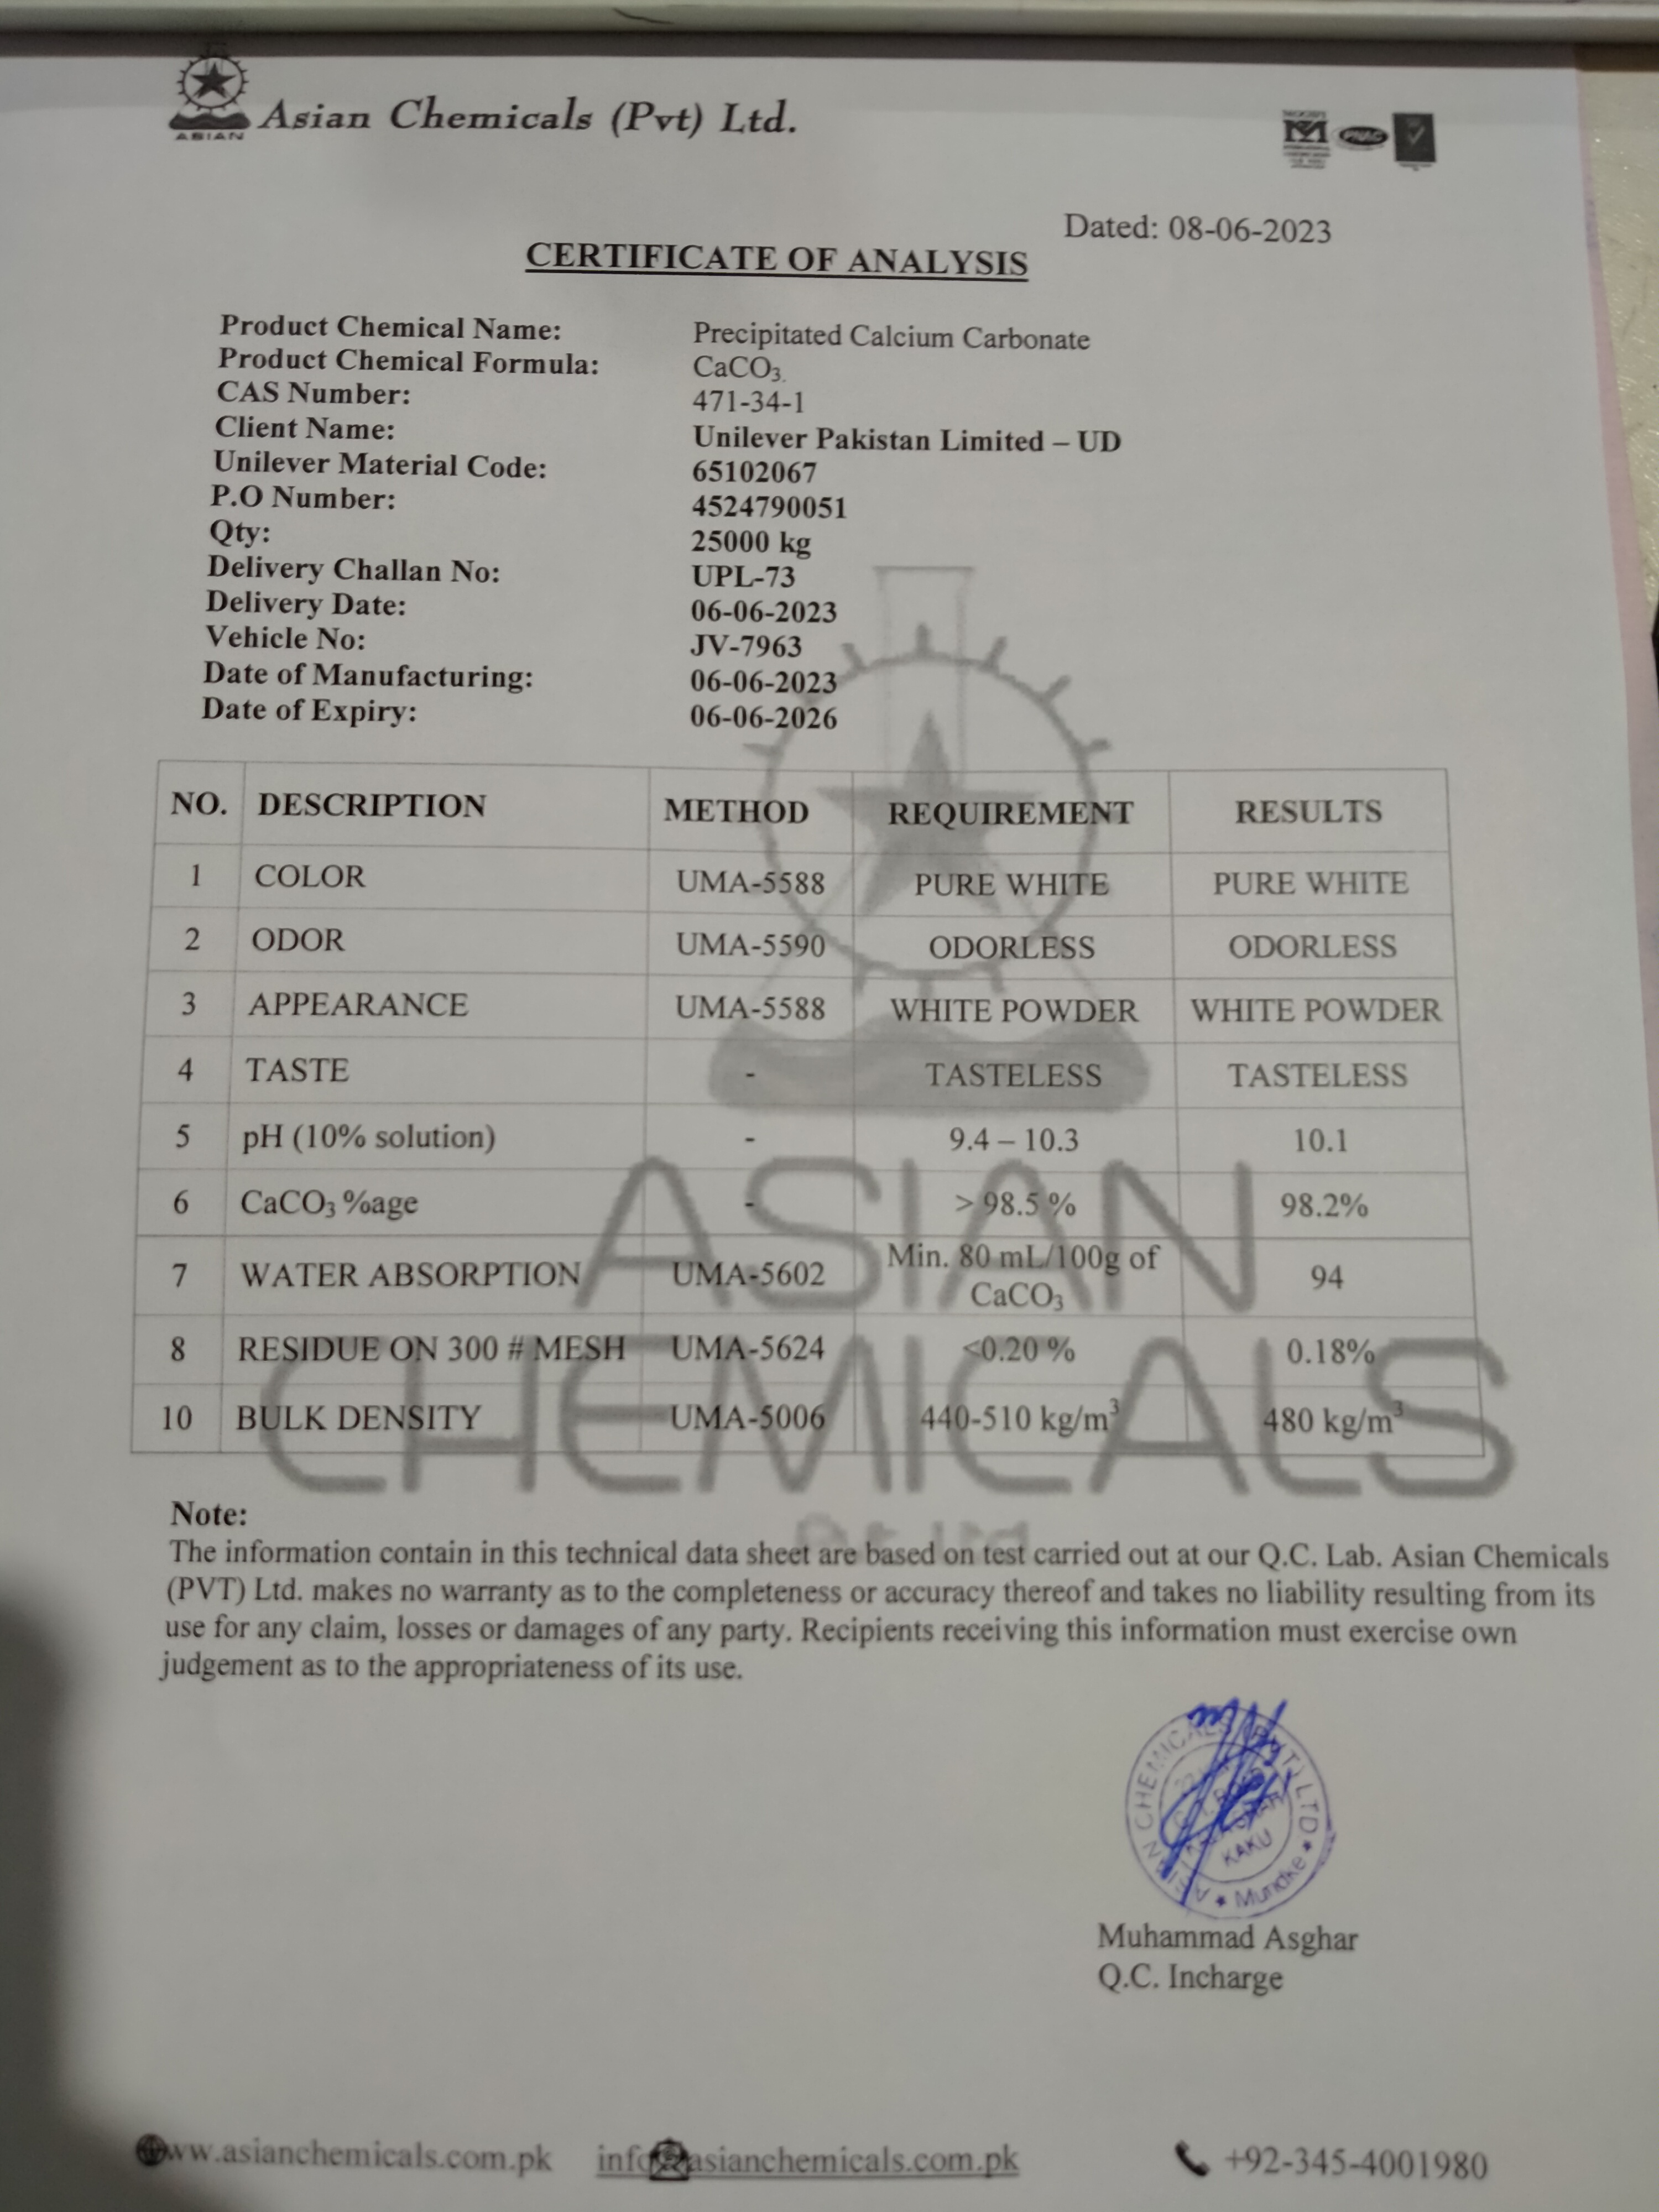 ASIAN
Asian Chemicals (Pvt) Ltd.
PNAC
Dated: 08-06-2023
CERTIFICATE OF ANALYSIS
Product Chemical Name: Precipitated Calcium Carbonate
Product Chemical Formula: CaCO₃.
CAS Number: 471-34-1
Client Name: Unilever Pakistan Limited – UD
Unilever Material Code: 65102067
P.O Number: 4524790051
Qty: 25000 kg
Delivery Challan No: UPL-73
Delivery Date: 06-06-2023
Vehicle No: JV-7963
Date of Manufacturing: 06-06-2023
Date of Expiry: 06-06-2026
NO. DESCRIPTION METHOD REQUIREMENT RESULTS
1 COLOR UMA-5588 PURE WHITE PURE WHITE
2 ODOR UMA-5590 ODORLESS ODORLESS
3 APPEARANCE UMA-5588 WHITE POWDER WHITE POWDER
4 TASTE - TASTELESS TASTELESS
5 pH (10% solution) - 9.4 – 10.3 10.1
6 CaCO₃ %age - > 98.5 % 98.2%
7 WATER ABSORPTION UMA-5602 Min. 80 mL/100g of CaCO₃ 94
8 RESIDUE ON 300 # MESH UMA-5624 <0.20 % 0.18%
10 BULK DENSITY UMA-5006 440-510 kg/m³ 480 kg/m³
ASIAN
CHEMICALS
Note:
The information contain in this technical data sheet are based on test carried out at our Q.C. Lab. Asian Chemicals
(PVT) Ltd. makes no warranty as to the completeness or accuracy thereof and takes no liability resulting from its
use for any claim, losses or damages of any party. Recipients receiving this information must exercise own
judgement as to the appropriateness of its use.
ASIAN CHEMICALS (PVT) LTD
KAKU
Muridke
Muhammad Asghar
Q.C. Incharge
www.asianchemicals.com.pk info@asianchemicals.com.pk +92-345-4001980